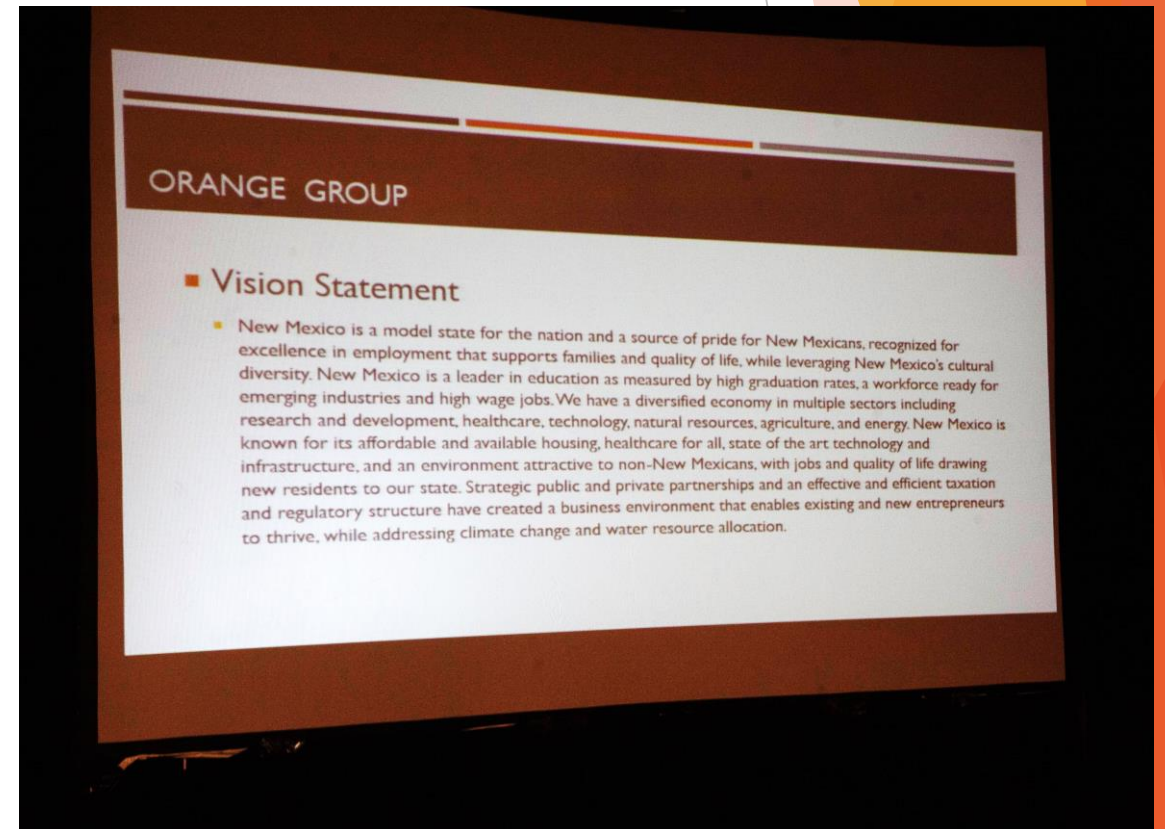 ORANGE GROUP
Vision Statement
New Mexico is a model state for the nation and a source of pride for New Mexicans, recognized for
excellence in employment that supports families and quality of life, while leveraging New Mexico's cultural
diversity. New Mexico is a leader in education as measured by high graduation rates, a workforce ready for
emerging industries and high wage jobs. We have a diversified economy in multiple sectors including
research and development, healthcare, technology, natural resources, agriculture, and energy. New Mexico is
known for its affordable and available housing, healthcare for all, state of the art technology and
infrastructure, and an environment attractive to non-New Mexicans, with jobs and quality of life drawing
new residents to our state. Strategic public and private partnerships and an effective and efficient taxation
and regulatory structure have created a business environment that enables existing and new entrepreneurs
to thrive, while addressing climate change and water resource allocation.